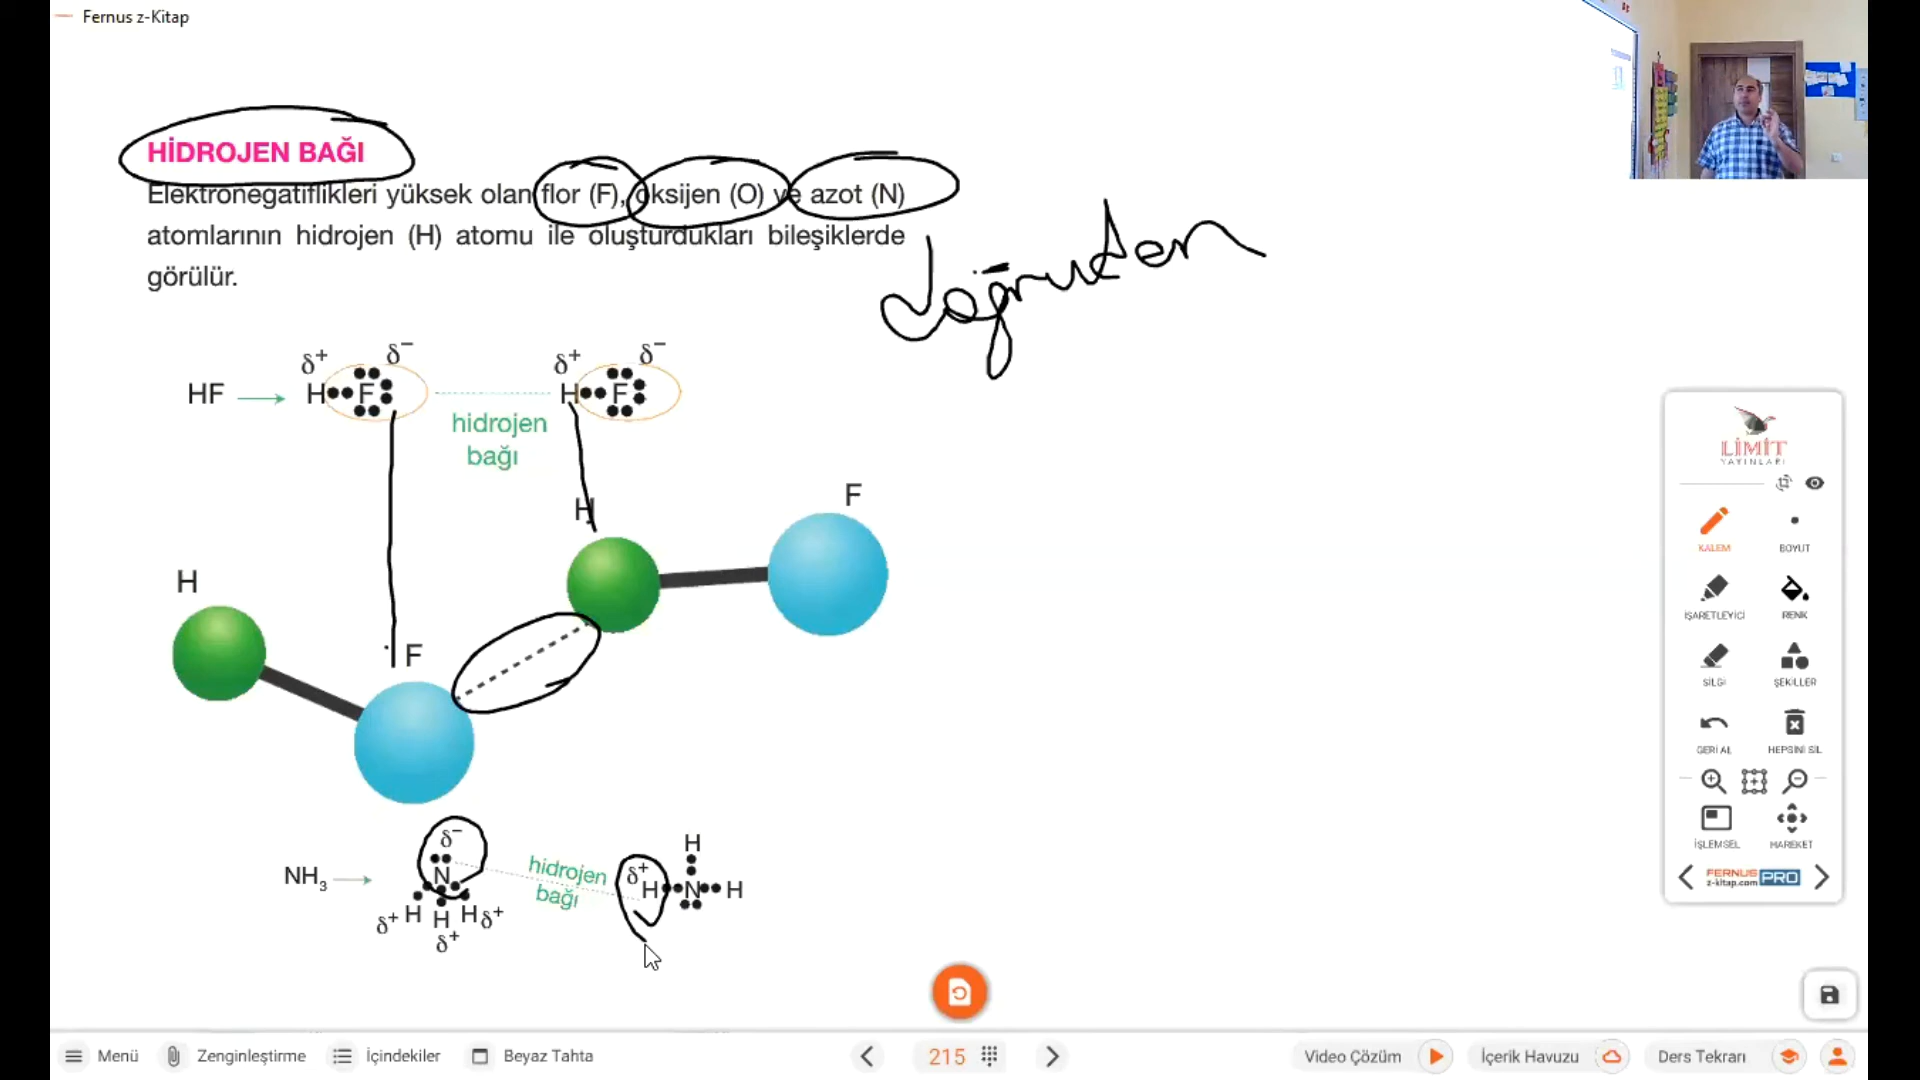 Fernus z-Kitap
HİDROJEN BAĞI
Elektronegatiflikleri yüksek olan flor (F), oksijen (O) ve azot (N)
atomlarının hidrojen (H) atomu ile oluşturdukları bileşiklerde
görülür.
doğrudan
δ+ δ− δ+ δ−
HF H F H F
hidrojen
bağı
H F
H
F
δ− H
NH3 N hidrojen bağı δ+ H N H
δ+ H H H δ+
δ+
LİMİT
YAYINLARI
KALEM BOYUT
İŞARETLEYİCİ RENK
SİLGİ ŞEKİLLER
GERİ AL HEPSİNİ SİL
İŞLEMSEL HAREKET
FERNUS
z-kitap.com PRO
Menü Zenginleştirme İçindekiler Beyaz Tahta 215 Video Çözüm İçerik Havuzu Ders Tekrarı